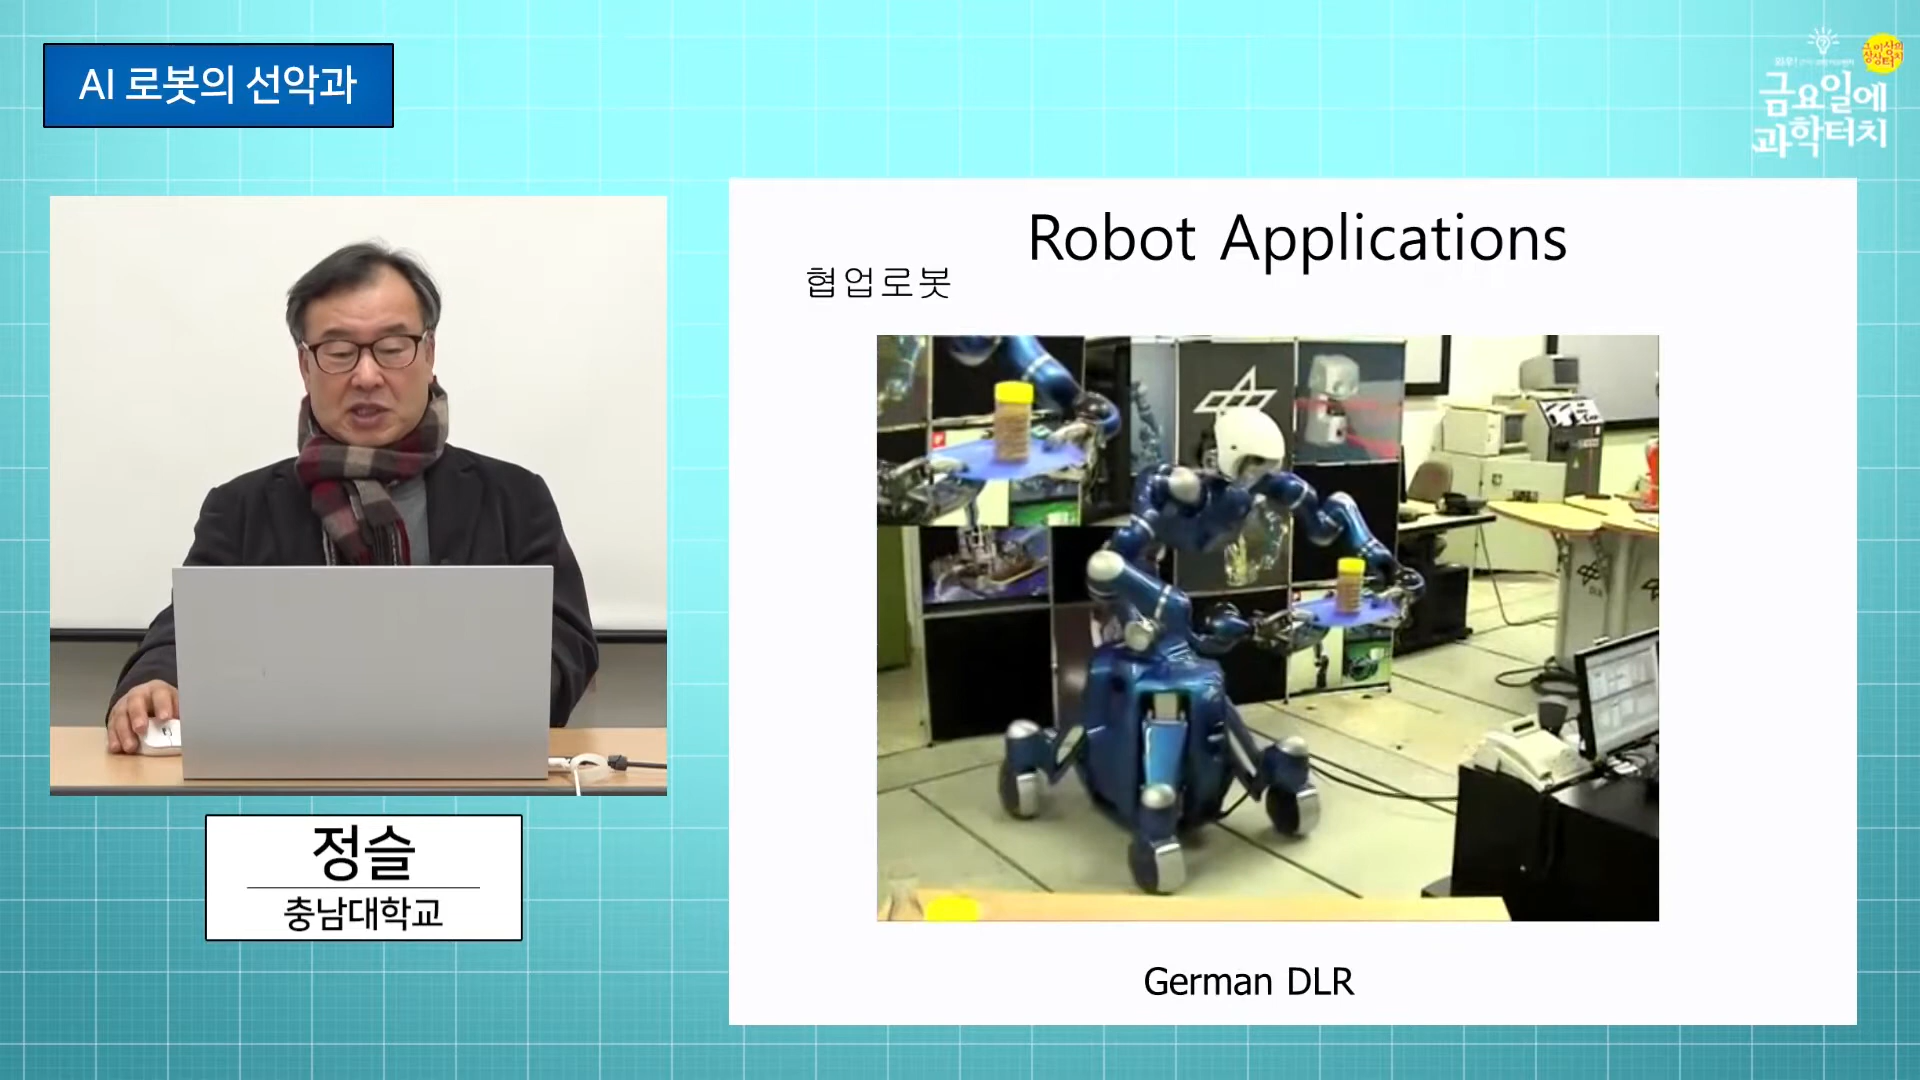 AI 로봇의 선악과
금요일에
과학터치
Robot Applications
협업로봇
German DLR
정슬
충남대학교